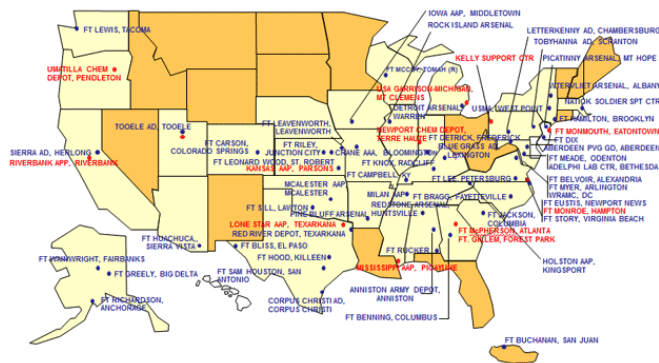 IOWA AAP, MIDDLETOWN
ROCK ISLAND ARSENAL
LETTERKENNY AD, CHAMBERSBURG
TOBYHANNA AD, SCRANTON
FT LEWIS, TACOMA
PICATINNY ARSENAL, MT HOPE
KELLY SUPPORT CTR
UMATILLA CHEM
DEPOT, PENDLETON
FT MCCOY, TOMAH (R)
USA GARRISON-MICHIGAN,
MT CLEMENS
WATERVLIET ARSENAL, ALBANY
NATICK SOLDIER SPT CTR
DETROIT ARSENAL,
WARREN
USMA WEST POINT
FT HAMILTON, BROOKLYN
TOOELE AD, TOOELE
FT LEAVENWORTH,
LEAVENWORTH
NEWPORT CHEM DEPOT,
TERRE HAUTE
FT DETRICK, FREDERICK
FT MONMOUTH, EATONTOWN
FT DIX
ABERDEEN PVG GD, ABERDEEN
FT CARSON,
COLORADO SPRINGS
FT RILEY,
JUNCTION CITY
CRANE AAA, BLOOMINGTON
BLUE GRASS AD,
LEXINGTON
SIERRA AD, HERLONG
RIVERBANK APP, RIVERBANK
FT LEONARD WOOD, ST. ROBERT
KANSAS AAP, PARSONS
FT KNOX, RADCLIFF
FT MEADE, ODENTON
ADELPHI LAB CTR, BETHESDA
FT CAMPBELL, KY
FT LEE, PETERSBURG
FT BELVOIR, ALEXANDRIA
FT MYER, ARLINGTON
WRAMC, DC
MCALESTER AAP
MCALESTER
MILAN AAP
FT BRAGG, FAYETTEVILLE
FT EUSTIS, NEWPORT NEWS
FT MONROE, HAMPTON
FT STORY, VIRGINIA BEACH
FT SILL, LAWTON
PINE BLUFF ARSENAL
REDSTONE ARSENAL,
HUNTSVILLE
FT JACKSON,
COLUMBIA
LONE STAR AAP, TEXARKANA
RED RIVER DEPOT, TEXARKANA
FT MCPHERSON, ATLANTA
FT. GILLEM, FOREST PARK
FT HUACHUCA,
SIERRA VISTA
FT BLISS, EL PASO
FT RUCKER
HOLSTON AAP,
KINGSPORT
FT WAINWRIGHT, FAIRBANKS
FT HOOD, KILLEEN
MISSISSIPPI AAP, PICAYUNE
FT GREELY, BIG DELTA
FT SAM HOUSTON, SAN
ANTONIO
ANNISTON ARMY DEPOT,
ANNISTON
FT RICHARDSON,
ANCHORAGE
CORPUS CHRISTI AD,
CORPUS CHRISTI
FT BENNING, COLUMBUS
FT BUCHANAN, SAN JUAN